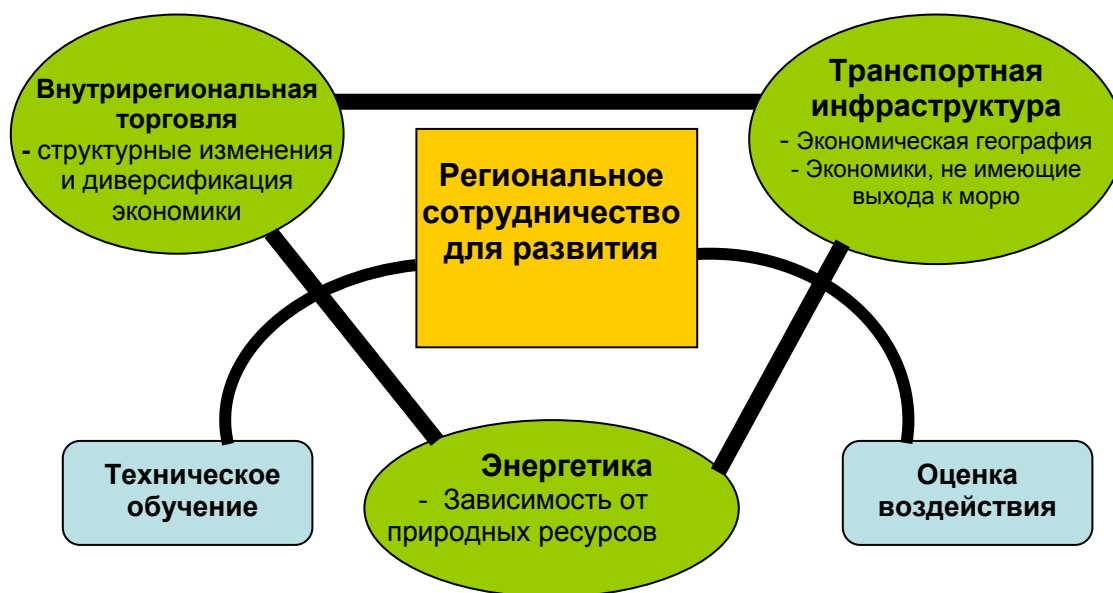 Внутрирегиональная
торговля
- структурные изменения
и диверсификация
экономики
Транспортная
инфраструктура
- Экономическая география
- Экономики, не имеющие
выхода к морю
Региональное
сотрудничество
для развития
Энергетика
- Зависимость от
природных ресурсов
Техническое
обучение
Оценка
воздействия